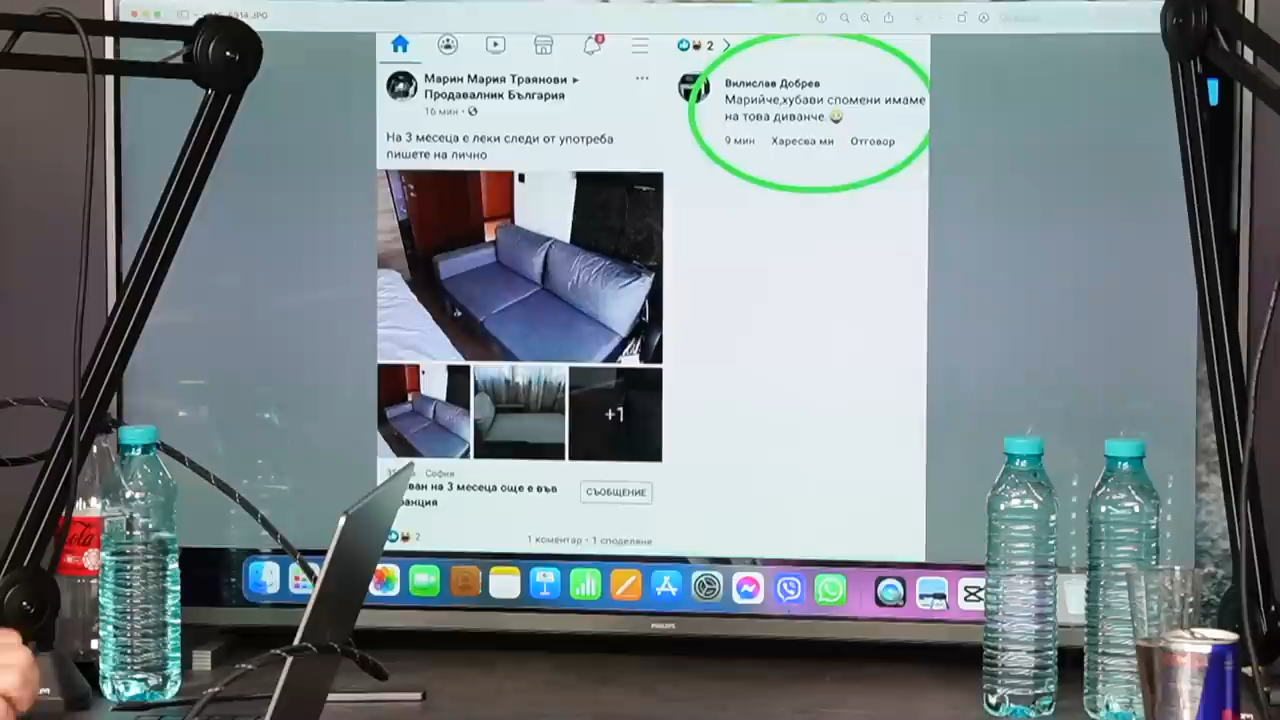 Марин Мария Траянови ▸
Продавалник България
16 мин ·
На 3 месеца е леки следи от употреба
пишете на лично
+1
София
ван на 3 месеца още е във
анция
СЪОБЩЕНИЕ
2
1 коментар · 1 споделяне
2
Вилислав Добрев
Марийче,хубави спомени имаме
на това диванче.
9 мин Харесва ми Отговор
PHILIPS